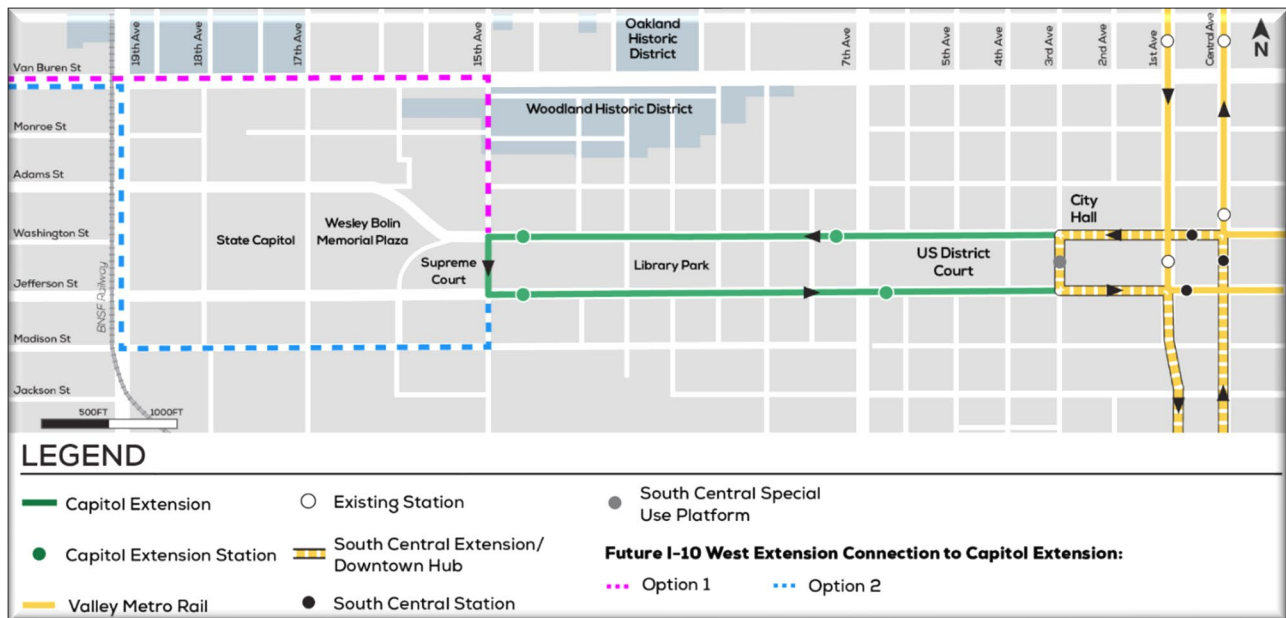 19th Ave
18th Ave
17th Ave
15th Ave
Oakland
Historic
District
7th Ave
5th Ave
4th Ave
3rd Ave
2nd Ave
1st Ave
Central Ave
N
Van Buren St
Woodland Historic District
Monroe St
Adams St
City
Hall
Washington St
State Capitol
Wesley Bolin
Memorial Plaza
Supreme
Court
Library Park
US District
Court
Jefferson St
BNSF Railway
Madison St
Jackson St
500FT
1000FT
LEGEND
Capitol Extension
Existing Station
South Central Special
Use Platform
Capitol Extension Station
South Central Extension/
Downtown Hub
Future I-10 West Extension Connection to Capitol Extension:
Option 1
Option 2
Valley Metro Rail
South Central Station